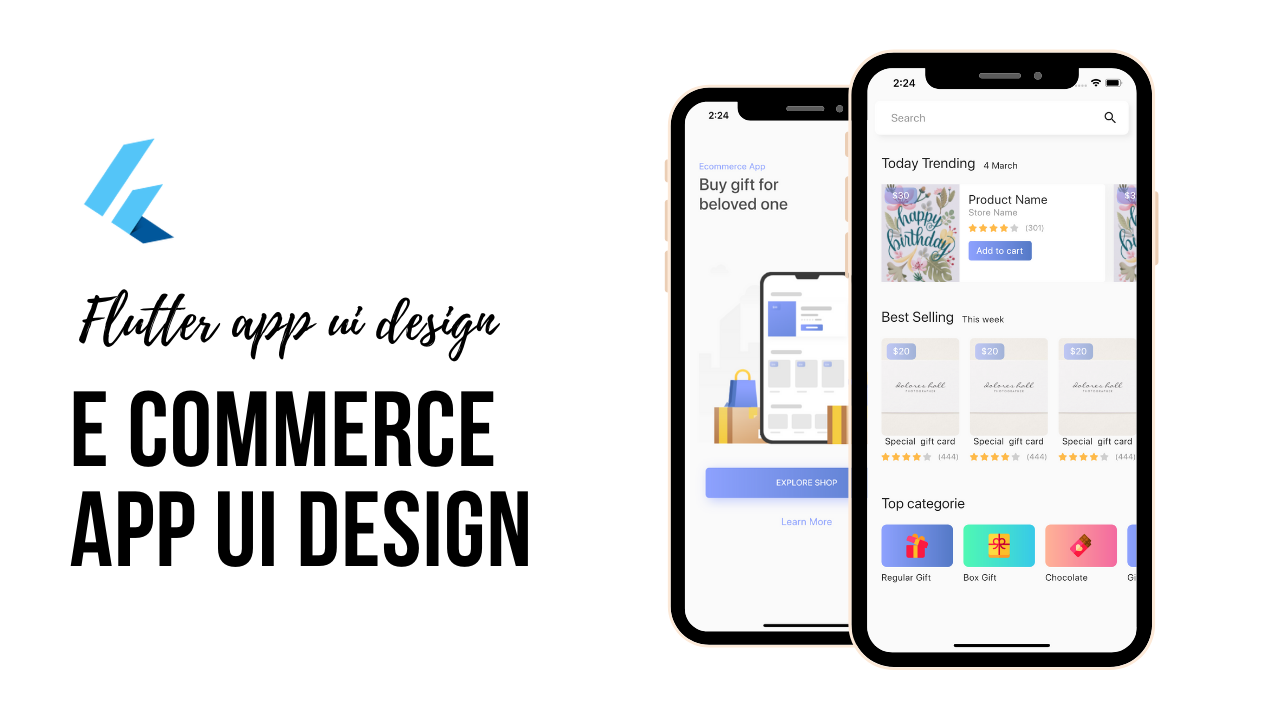 Flutter app ui design
E COMMERCE
APP UI DESIGN
2:24
Ecommerce App
Buy gift for
beloved one
EXPLORE SHOP
Learn More
2:24
Search
Today Trending 4 March
$30
happy
birthday
Product Name
Store Name
(301)
Add to cart
Best Selling This week
$20 $20 $20
dolores hall dolores hall dolores hall
PHOTOGRAPHER PHOTOGRAPHER PHOTOGRAPHER
Special gift card Special gift card Special gift card
(444) (444) (444)
Top categorie
Regular Gift Box Gift Chocolate